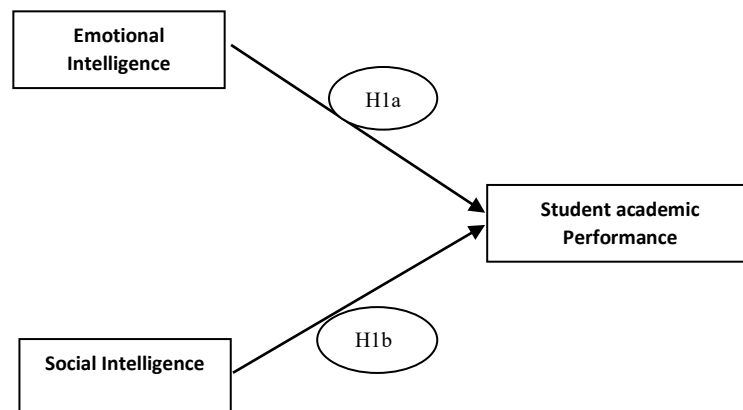 Emotional
Intelligence
H1a
Student academic
Performance
H1b
Social Intelligence